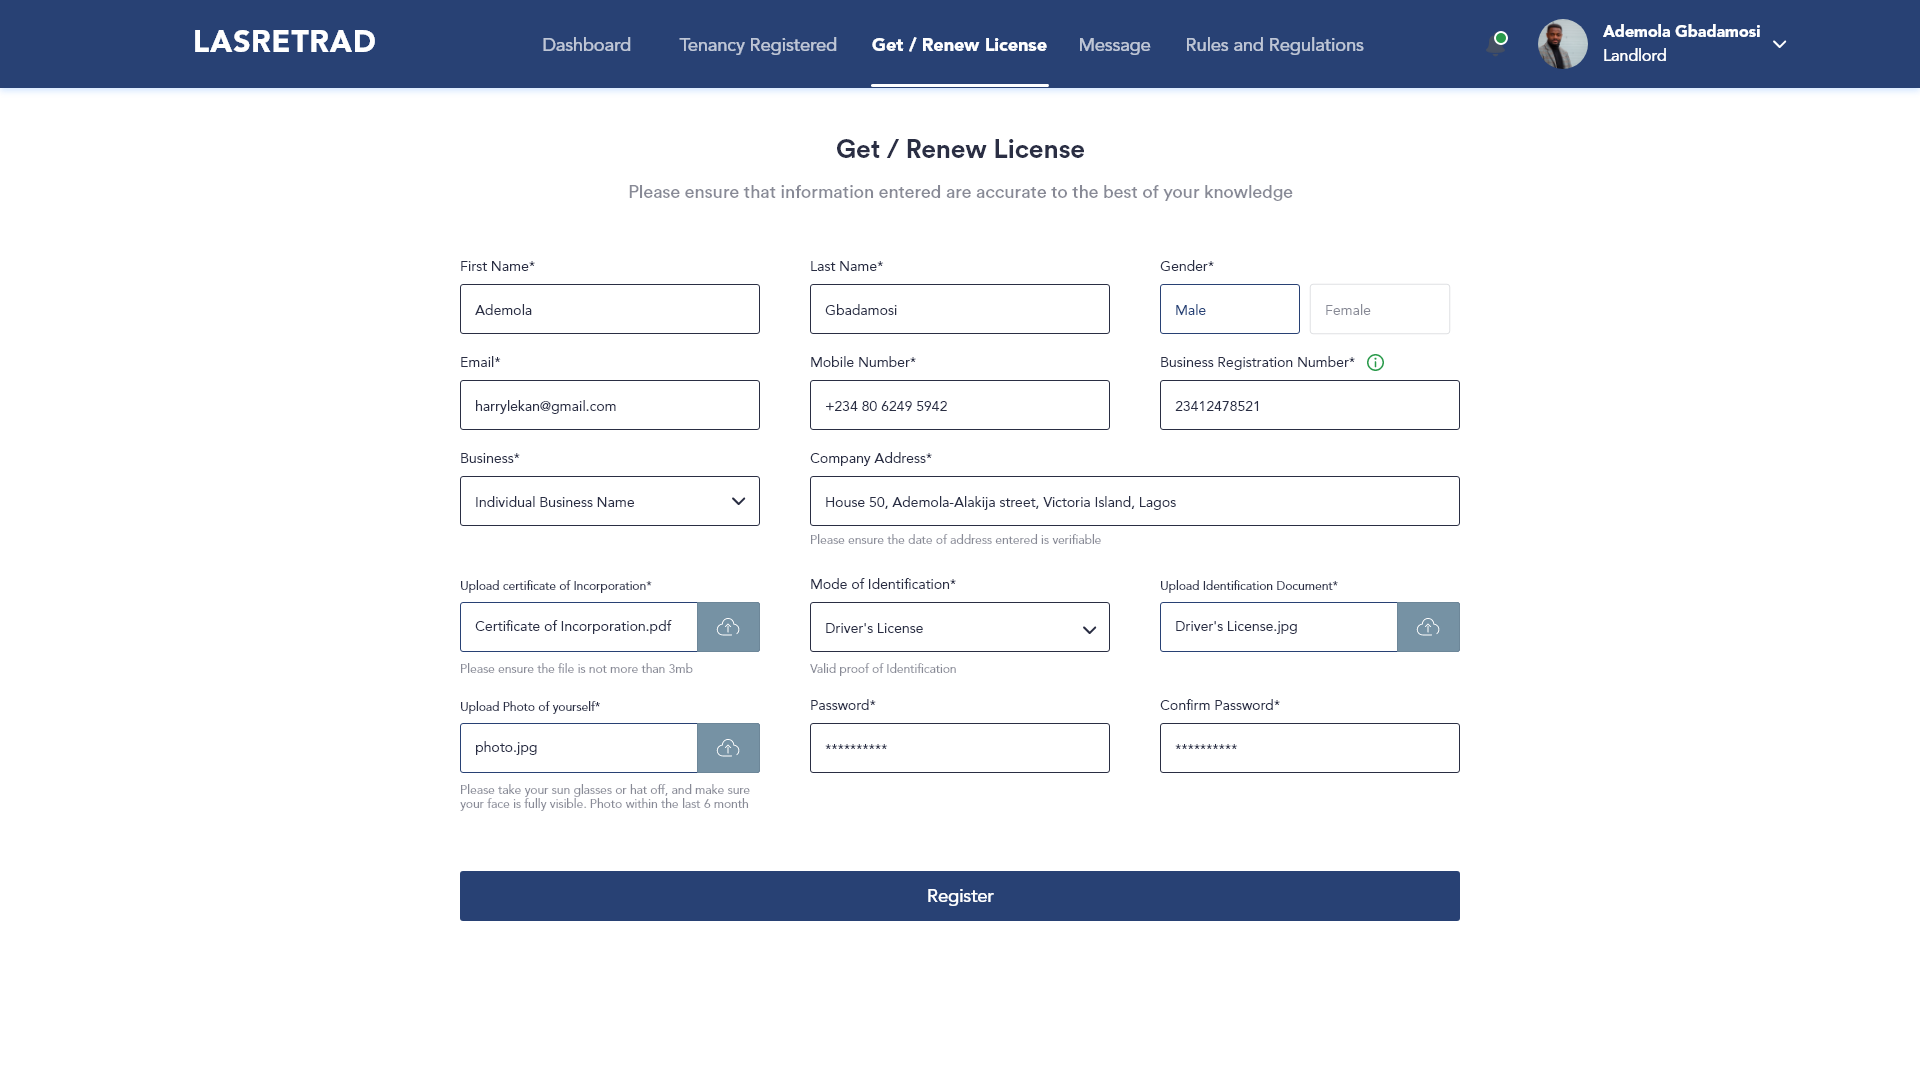 LASRETRAD
Dashboard
Tenancy Registered
Get / Renew License
Message
Rules and Regulations
Ademola Gbadamosi
Landlord
Get / Renew License
Please ensure that information entered are accurate to the best of your knowledge
First Name*
Last Name*
Gender*
Ademola
Gbadamosi
Male
Female
Email*
Mobile Number*
Business Registration Number*
harrylekan@gmail.com
+234 80 6249 5942
23412478521
Business*
Company Address*
Individual Business Name
House 50, Ademola-Alakija street, Victoria Island, Lagos
Please ensure the date of address entered is verifiable
Upload certificate of Incorporation*
Mode of Identification*
Upload Identification Document*
Certificate of Incorporation.pdf
Driver's License
Driver's License.jpg
Please ensure the file is not more than 3mb
Valid proof of Identification
Upload Photo of yourself*
Password*
Confirm Password*
photo.jpg
**********
**********
Please take your sun glasses or hat off, and make sure
your face is fully visible. Photo within the last 6 month
Register